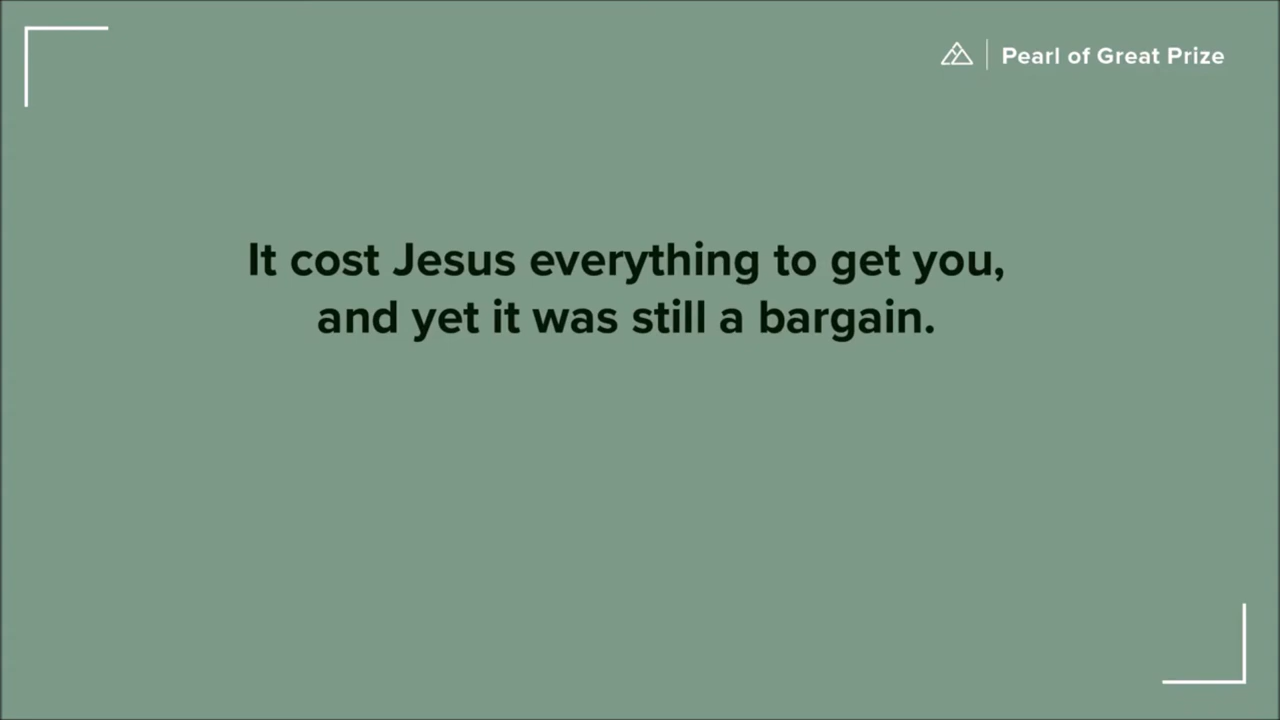 Pearl of Great Prize
It cost Jesus everything to get you,
and yet it was still a bargain.